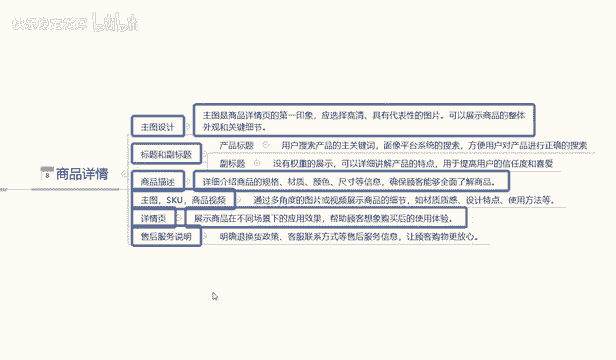 bilibili
主图设计
主图是商品详情页的第一印象，应选择高清、具有代表性的图片。可以展示商品的整体
外观和关键细节。
标题和副标题
产品标题
用户搜索产品的主关键词，面像平台系统的搜索，方便用户对产品进行正确的搜索
副标题
没有权重的展示，可以详细讲解产品的特点，用于提高用户的信任度和喜爱
8 商品详情
商品描述
详细介绍商品的规格、材质、颜色、尺寸等信息，确保顾客能够全面了解商品。
主图，SKU，商品视频
通过多角度的图片或视频展示商品的细节，如材质质感、设计特点、使用方法等。
详情页
展示商品在不同场景下的应用效果，帮助顾客想象购买后的使用体验。
售后服务说明
明确退换货政策、客服联系方式等售后服务信息，让顾客购物更放心。